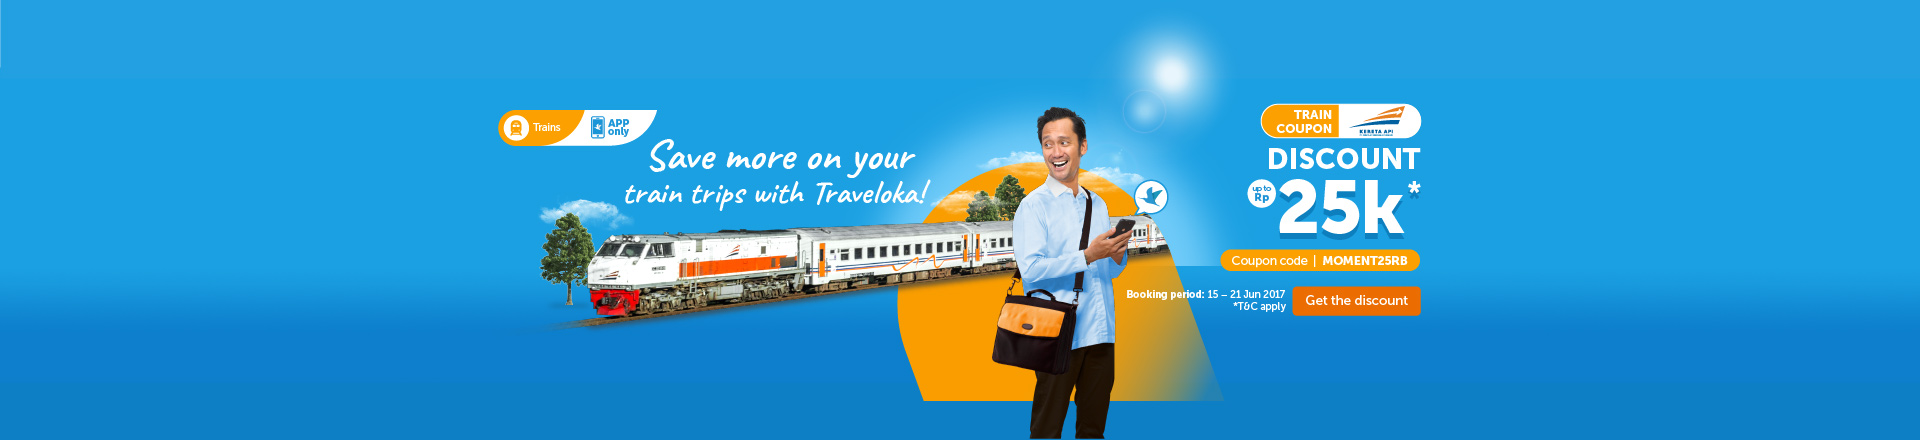 Trains
APP
only
Save more on your
train trips with Traveloka!
TRAIN
COUPON
KERETA API
DISCOUNT
up to
Rp
25k*
Coupon code | MOMENT25RB
Booking period: 15 – 21 Jun 2017
*T&C apply
Get the discount